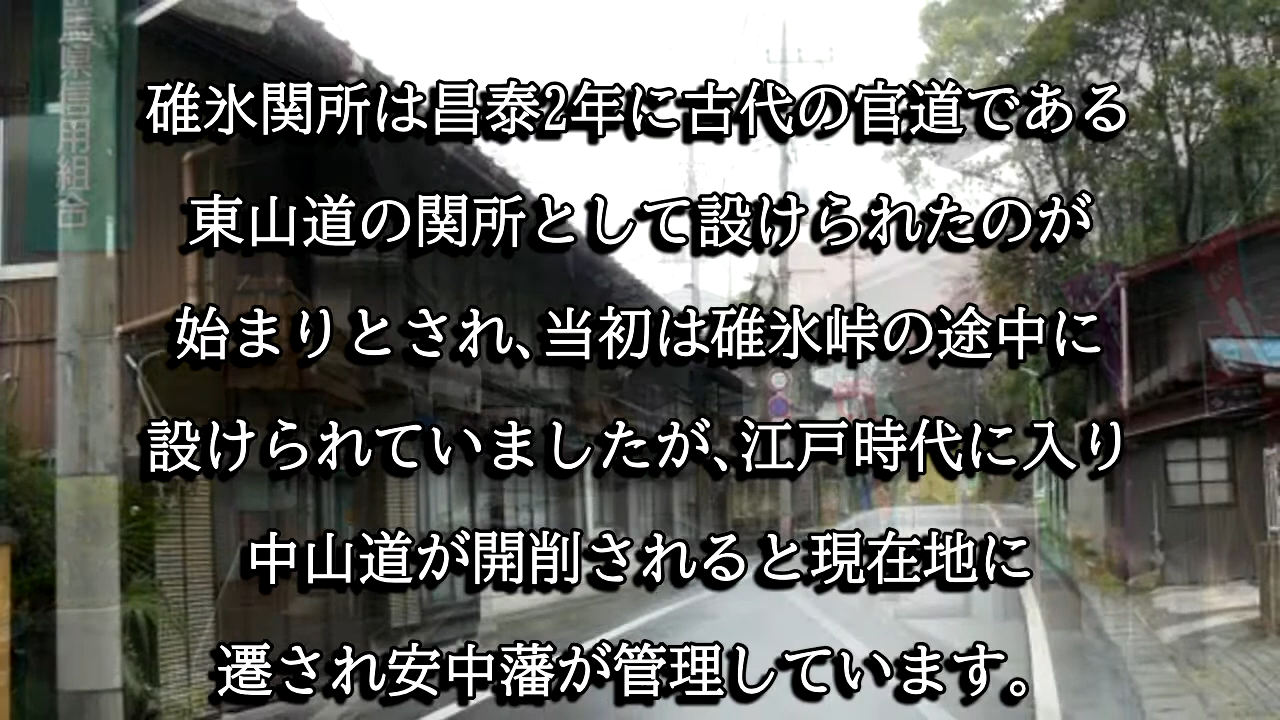 碓氷関所は昌泰2年に古代の官道である
東山道の関所として設けられたのが
始まりとされ、当初は碓氷峠の途中に
設けられていましたが、江戸時代に入り
中山道が開削されると現在地に
遷され安中藩が管理しています。
県信用組合